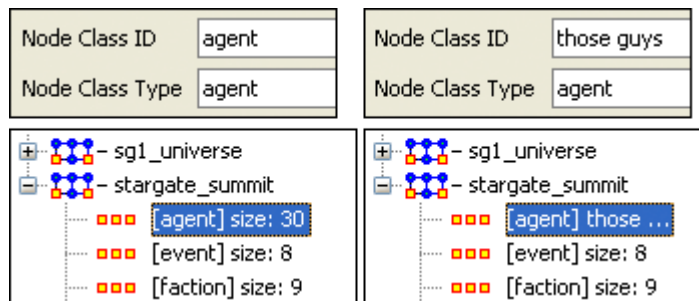 Node Class ID agent
Node Class Type agent
- sg1_universe
- stargate_summit
[agent] size: 30
[event] size: 8
[faction] size: 9
Node Class ID those guys
Node Class Type agent
- sg1_universe
- stargate_summit
[agent] those ...
[event] size: 8
[faction] size: 9